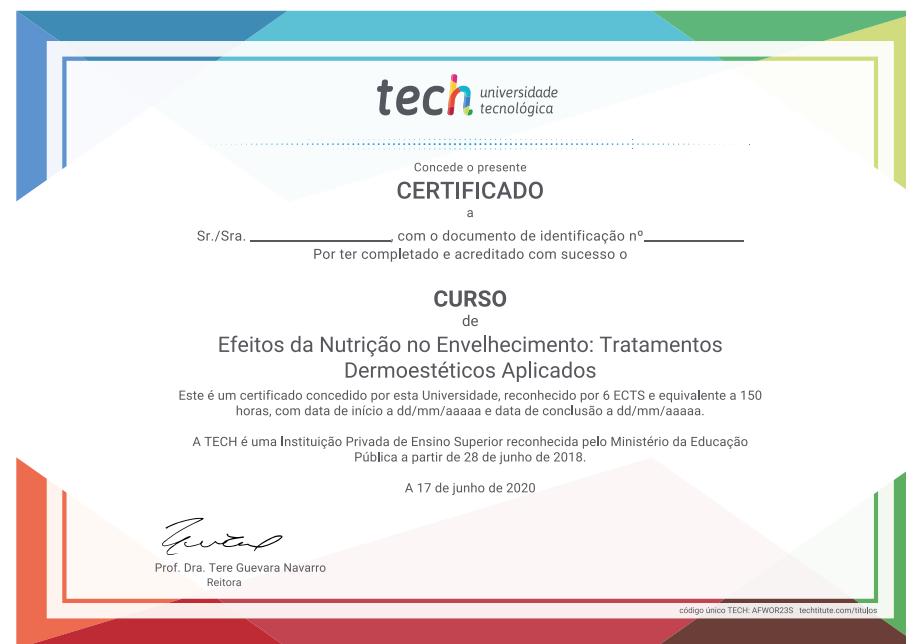 tech universidade
tecnológica
Concede o presente
CERTIFICADO
a
Sr./Sra. ____________________, com o documento de identificação nº______________
Por ter completado e acreditado com sucesso o
CURSO
de
Efeitos da Nutrição no Envelhecimento: Tratamentos
Dermoestéticos Aplicados
Este é um certificado concedido por esta Universidade, reconhecido por 6 ECTS e equivalente a 150
horas, com data de início a dd/mm/aaaaa e data de conclusão a dd/mm/aaaaa.
A TECH é uma Instituição Privada de Ensino Superior reconhecida pelo Ministério da Educação
Pública a partir de 28 de junho de 2018.
A 17 de junho de 2020
Prof. Dra. Tere Guevara Navarro
Reitora
código único TECH: AFWOR23S techtitute.com/titulos